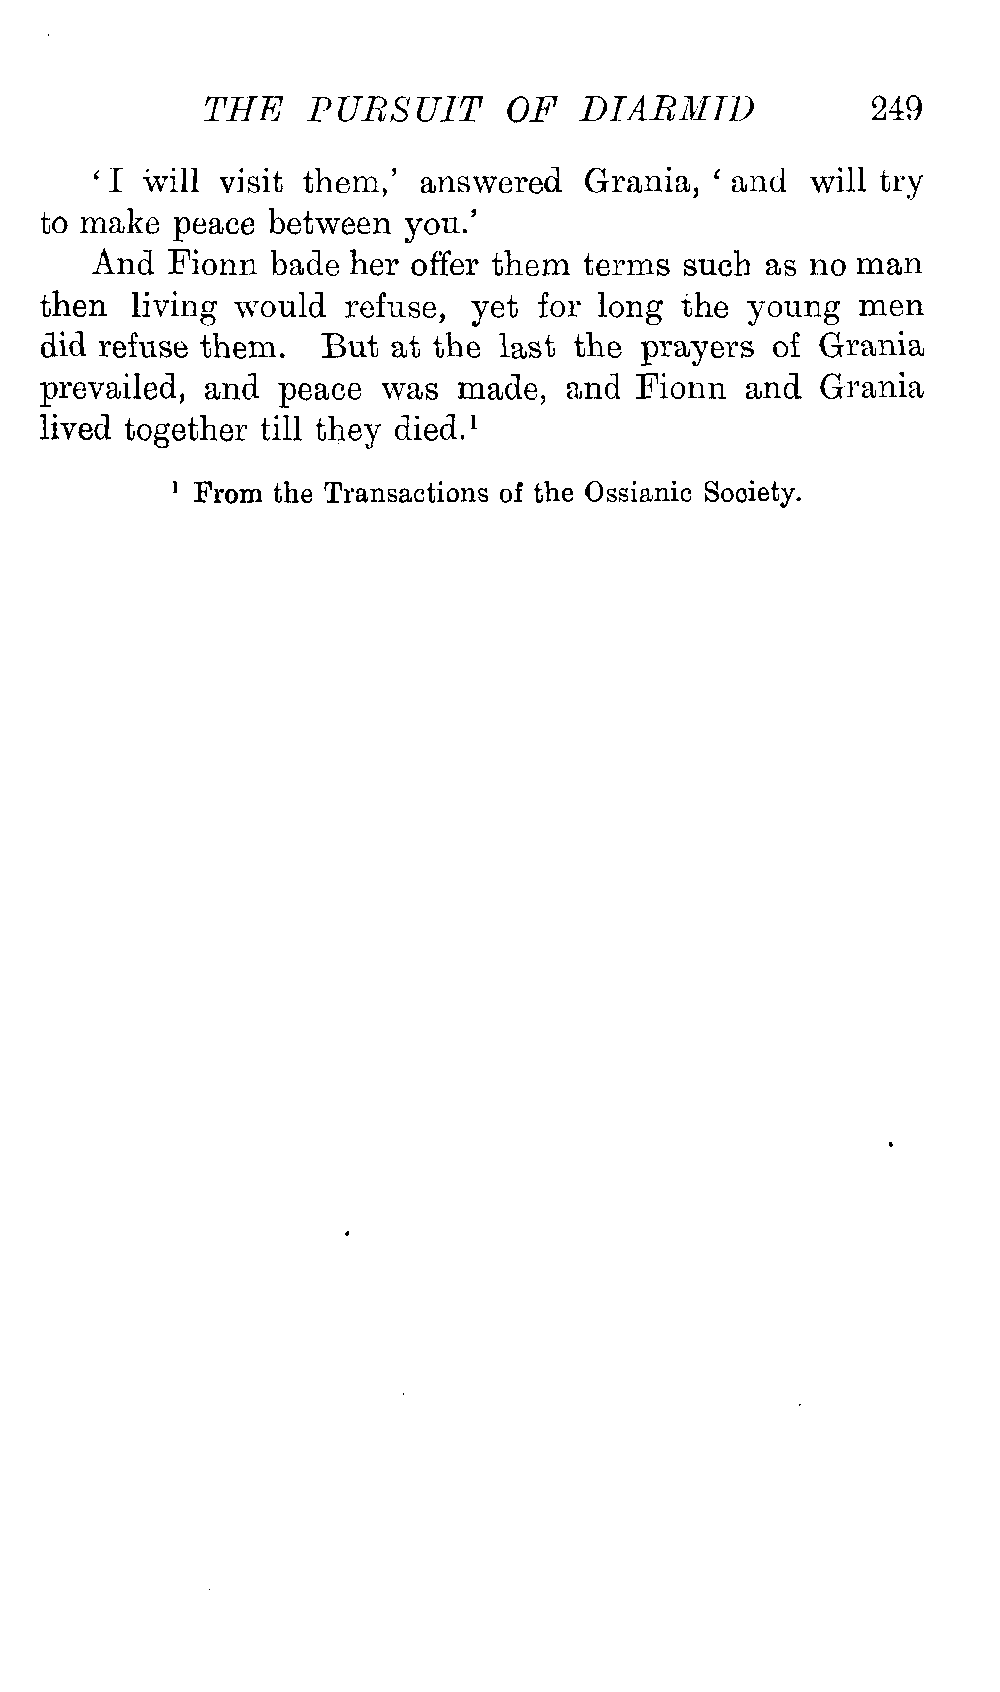 THE PURSUIT OF DIARMID 249
‘I will visit them,’ answered Grania, ‘and will try
to make peace between you.’
And Fionn bade her offer them terms such as no man
then living would refuse, yet for long the young men
did refuse them. But at the last the prayers of Grania
prevailed, and peace was made, and Fionn and Grania
lived together till they died.¹
¹ From the Transactions of the Ossianic Society.